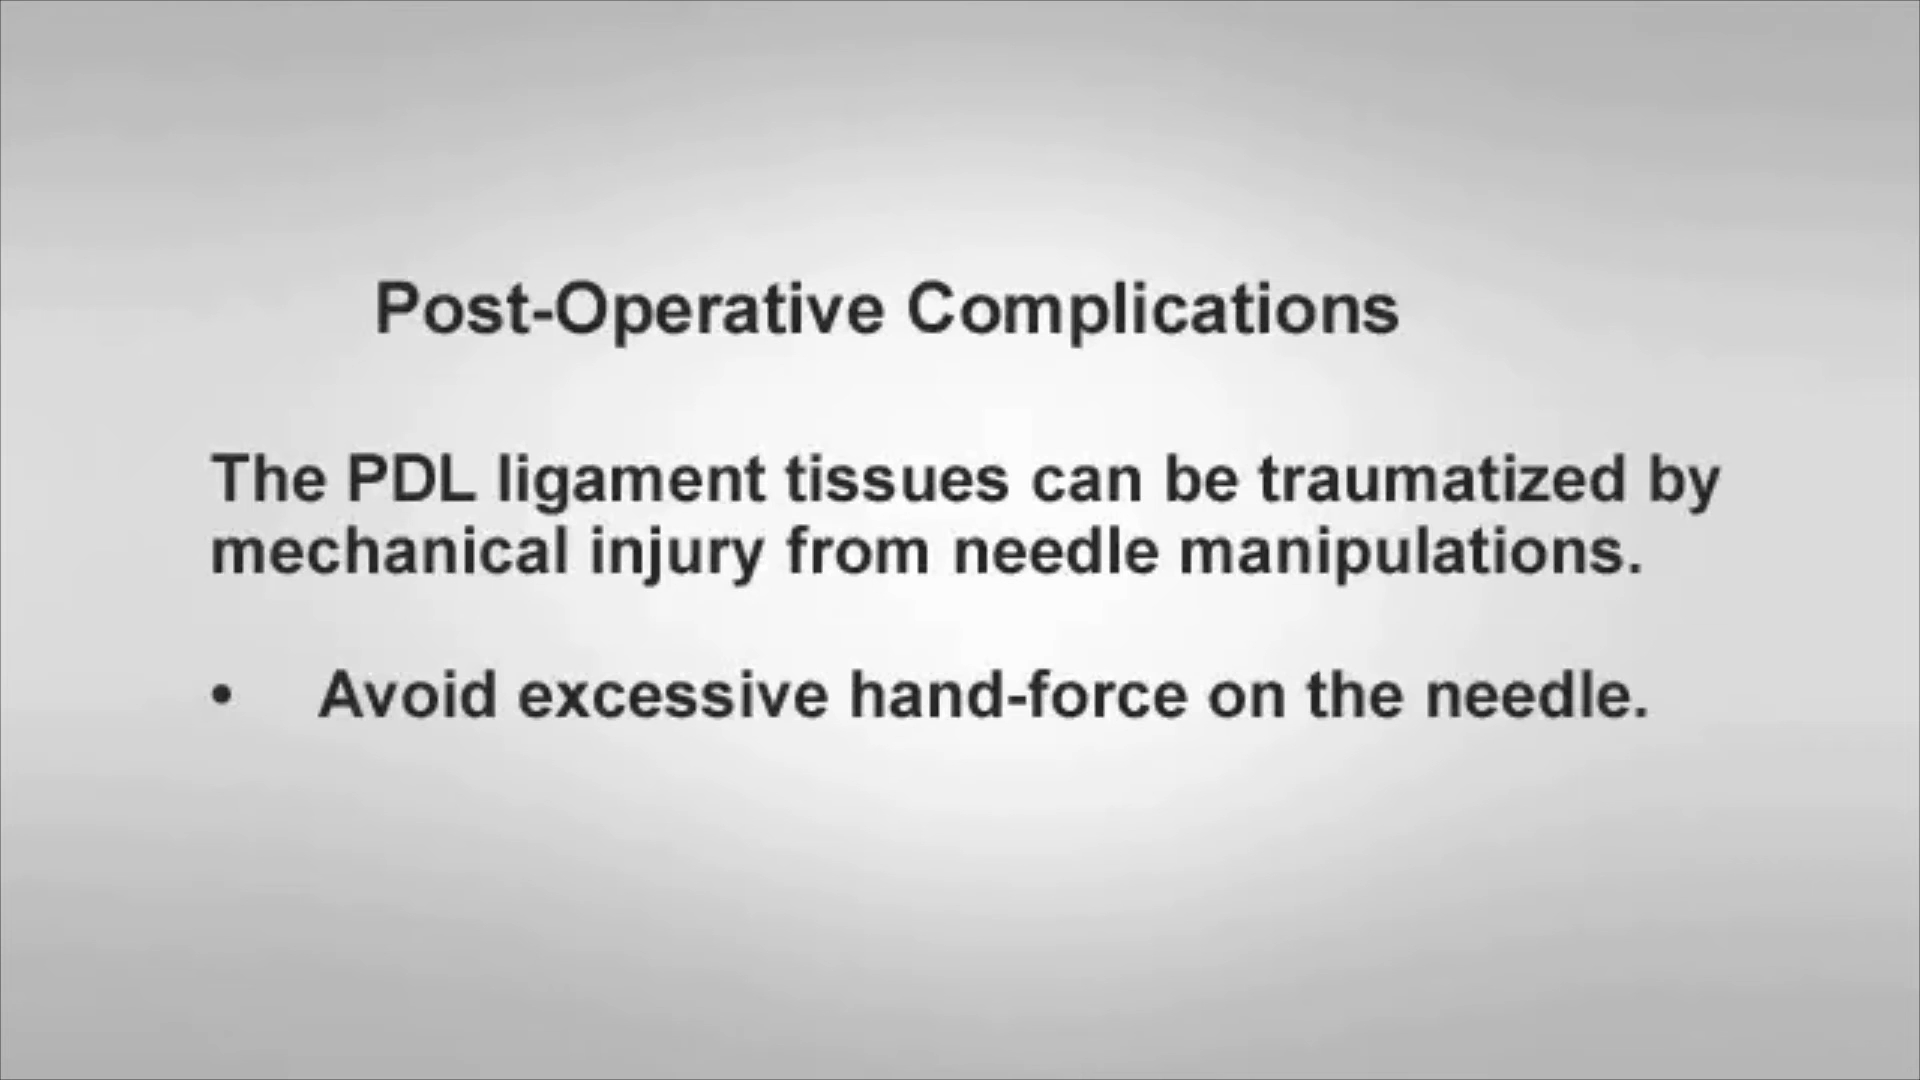 Post-Operative Complications
The PDL ligament tissues can be traumatized by
mechanical injury from needle manipulations.
• Avoid excessive hand-force on the needle.